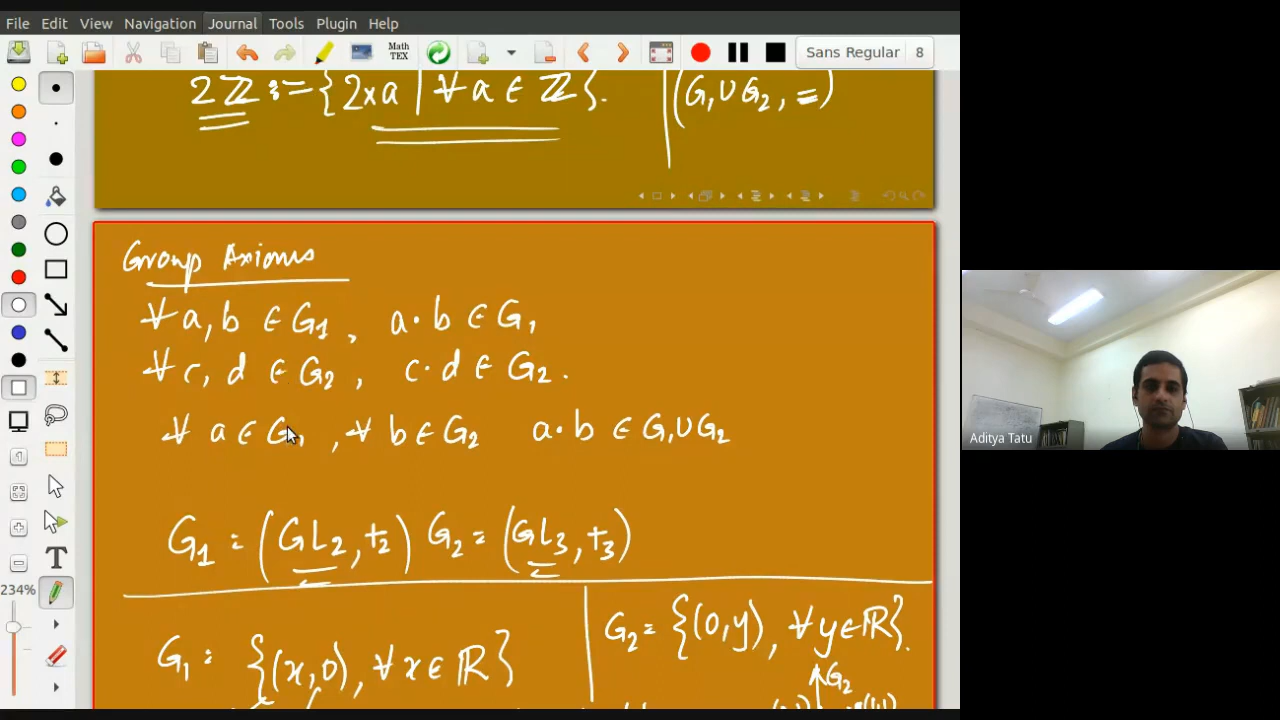 File Edit View Navigation Journal Tools Plugin Help
Math TEX
Sans Regular 8
2ℤ := {2×a | ∀ a ∈ ℤ}.
(G₁∪G₂, =)
Group Axioms
∀ a, b ∈ G₁, a·b ∈ G₁
∀ c, d ∈ G₂, c·d ∈ G₂.
∀ a ∈ G₁, ∀ b ∈ G₂ a·b ∈ G₁∪G₂
G₁ = (GL₂, +₂) G₂ = (GL₃, +₃)
G₁ = {(x,0), ∀ x ∈ ℝ}
G₂ = {(0,y), ∀ y ∈ ℝ}.
G₂
234%
T
Aditya Tatu